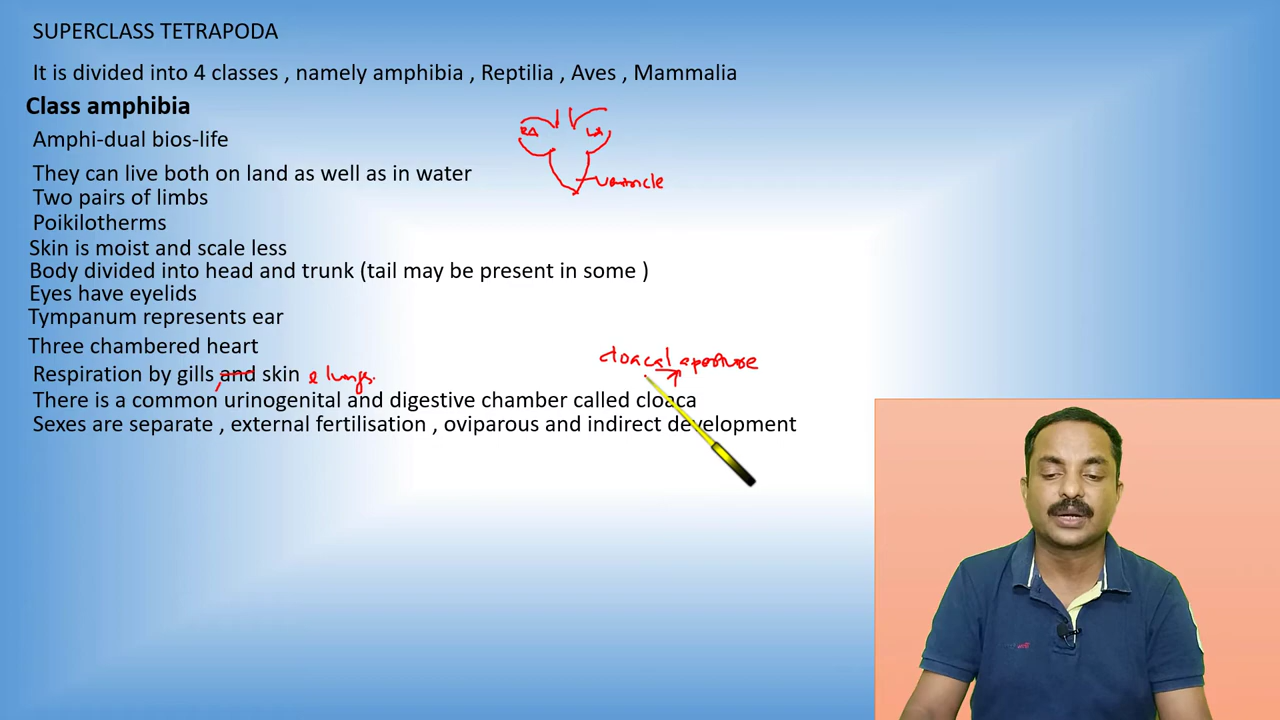 SUPERCLASS TETRAPODA
It is divided into 4 classes , namely amphibia , Reptilia , Aves , Mammalia
Class amphibia
Amphi-dual bios-life
RA LA
They can live both on land as well as in water
ventricle
Two pairs of limbs
Poikilotherms
Skin is moist and scale less
Body divided into head and trunk (tail may be present in some )
Eyes have eyelids
Tympanum represents ear
Three chambered heart
cloacal aperture
Respiration by gills , and skin & lungs.
There is a common urinogenital and digestive chamber called cloaca
Sexes are separate , external fertilisation , oviparous and indirect development